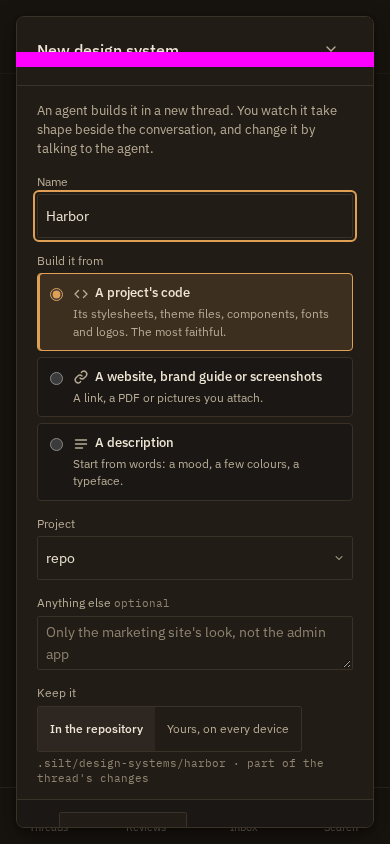 New design system
An agent builds it in a new thread. You watch it take
shape beside the conversation, and change it by
talking to the agent.
Name
Harbor
Build it from
A project's code
Its stylesheets, theme files, components, fonts
and logos. The most faithful.
A website, brand guide or screenshots
A link, a PDF or pictures you attach.
A description
Start from words: a mood, a few colours, a
typeface.
Project
repo
Anything else optional
Only the marketing site's look, not the admin
app
Keep it
In the repository Yours, on every device
.silt/design-systems/harbor · part of the
thread's changes
Threads Reviews Inbox Search